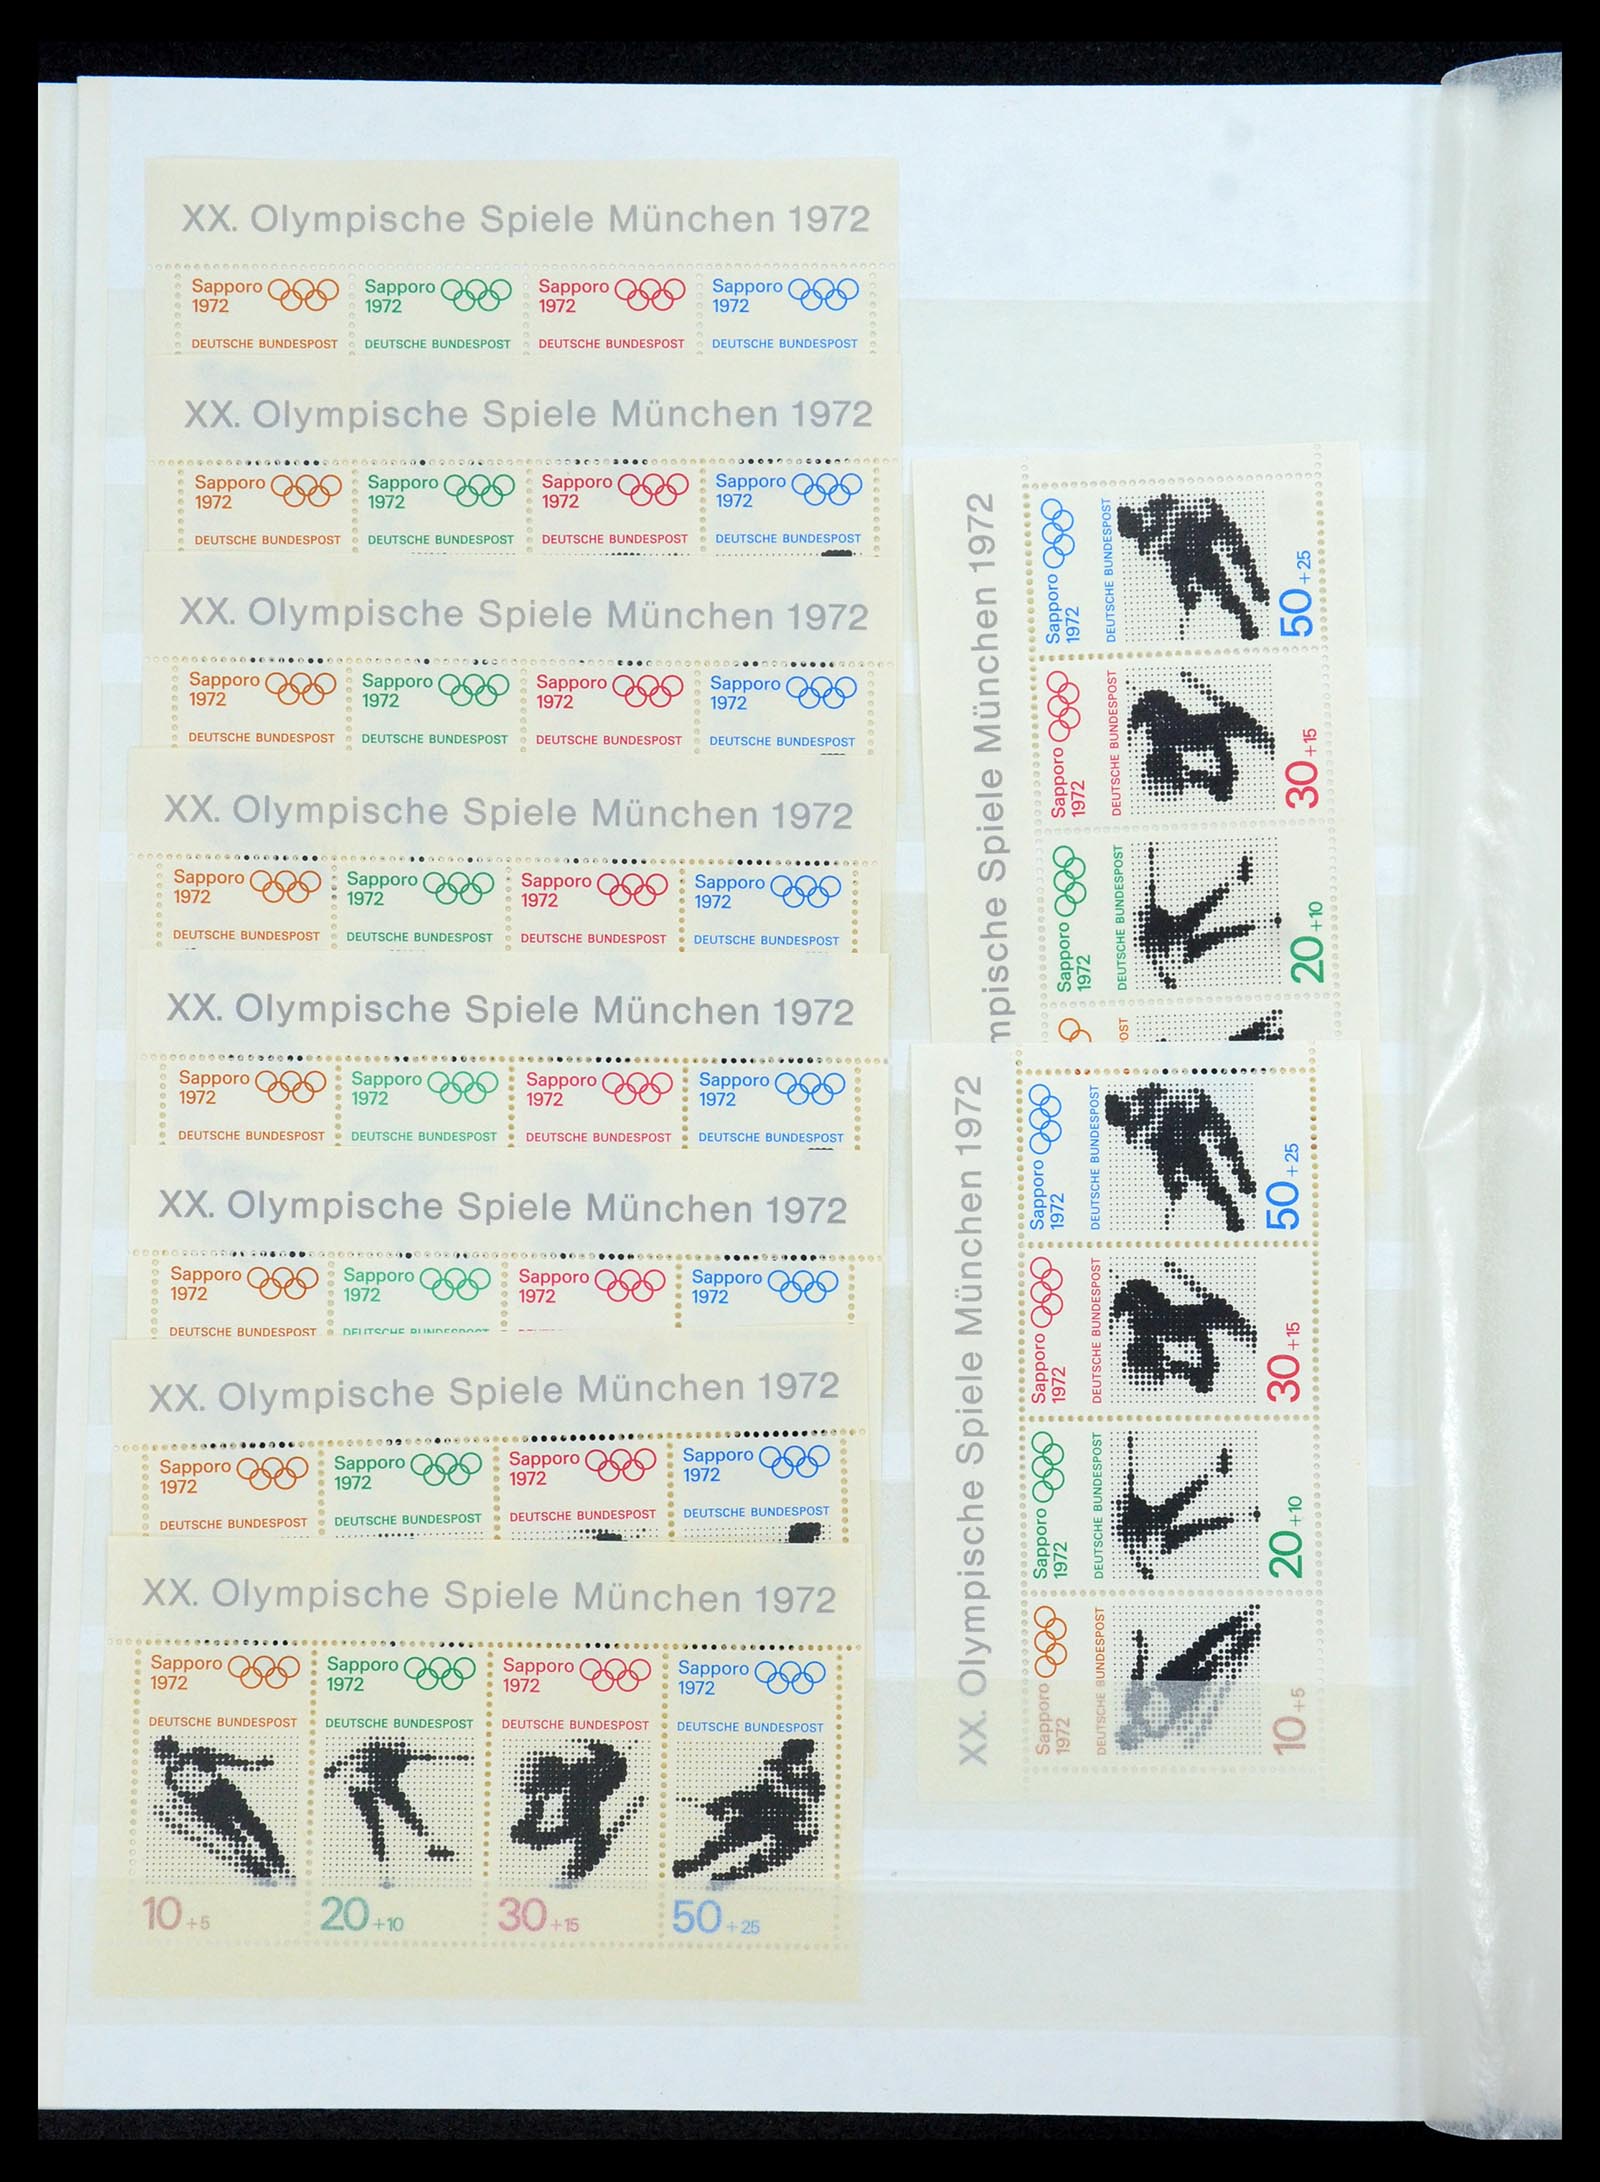 XX. Olympische Spiele München 1972
Sapporo Sapporo Sapporo Sapporo
1972 1972 1972 1972
DEUTSCHE BUNDESPOST DEUTSCHE BUNDESPOST DEUTSCHE BUNDESPOST DEUTSCHE BUNDESPOST
XX. Olympische Spiele München 1972
Sapporo Sapporo Sapporo Sapporo
1972 1972 1972 1972
DEUTSCHE BUNDESPOST DEUTSCHE BUNDESPOST DEUTSCHE BUNDESPOST DEUTSCHE BUNDESPOST
XX. Olympische Spiele München 1972
Sapporo Sapporo Sapporo Sapporo
1972 1972 1972 1972
DEUTSCHE BUNDESPOST DEUTSCHE BUNDESPOST DEUTSCHE BUNDESPOST DEUTSCHE BUNDESPOST
XX. Olympische Spiele München 1972
Sapporo Sapporo Sapporo Sapporo
1972 1972 1972 1972
DEUTSCHE BUNDESPOST DEUTSCHE BUNDESPOST DEUTSCHE BUNDESPOST DEUTSCHE BUNDESPOST
XX. Olympische Spiele München 1972
Sapporo Sapporo Sapporo Sapporo
1972 1972 1972 1972
DEUTSCHE BUNDESPOST DEUTSCHE BUNDESPOST DEUTSCHE BUNDESPOST DEUTSCHE BUNDESPOST
XX. Olympische Spiele München 1972
Sapporo Sapporo Sapporo Sapporo
1972 1972 1972 1972
DEUTSCHE BUNDESPOST DEUTSCHE BUNDESPOST
XX. Olympische Spiele München 1972
Sapporo Sapporo Sapporo Sapporo
1972 1972 1972 1972
DEUTSCHE BUNDESPOST DEUTSCHE BUNDESPOST DEUTSCHE BUNDESPOST DEUTSCHE BUNDESPOST
XX. Olympische Spiele München 1972
Sapporo Sapporo Sapporo Sapporo
1972 1972 1972 1972
DEUTSCHE BUNDESPOST DEUTSCHE BUNDESPOST DEUTSCHE BUNDESPOST DEUTSCHE BUNDESPOST
10+5 20+10 30+15 50+25
mpische Spiele München 1972
Sapporo Sapporo Sapporo
1972 1972 1972
OST DEUTSCHE BUNDESPOST DEUTSCHE BUNDESPOST DEUTSCHE BUNDESPOST
20+10 30+15 50+25
XX. Olympische Spiele München 1972
Sapporo Sapporo Sapporo Sapporo
1972 1972 1972 1972
DEUTSCHE BUNDESPOST DEUTSCHE BUNDESPOST DEUTSCHE BUNDESPOST DEUTSCHE BUNDESPOST
10+5 20+10 30+15 50+25